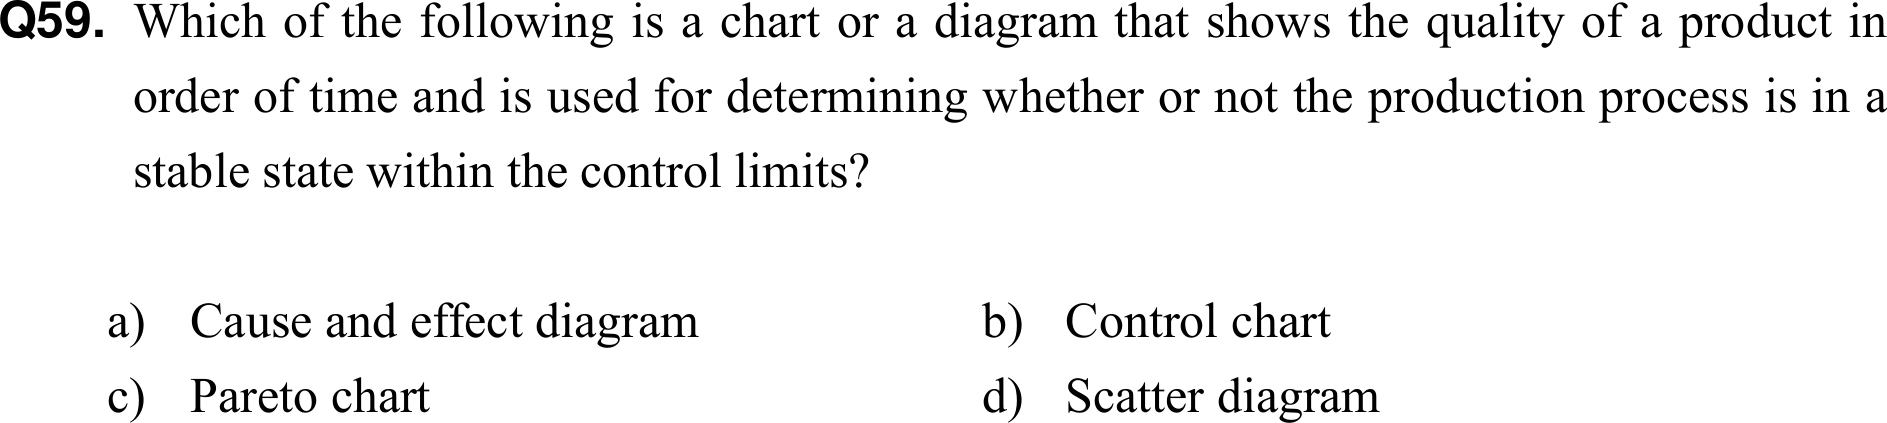 Q59. Which of the following is a chart or a diagram that shows the quality of a product in
order of time and is used for determining whether or not the production process is in a
stable state within the control limits?
a) Cause and effect diagram b) Control chart
c) Pareto chart d) Scatter diagram